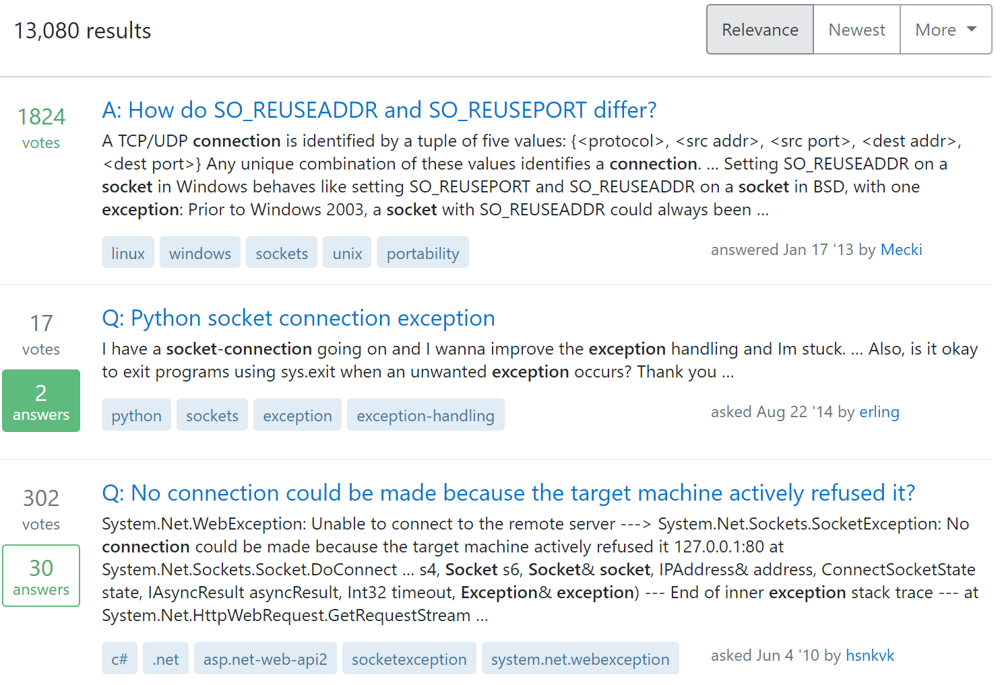 13,080 results
Relevance Newest More
1824
votes
A: How do SO_REUSEADDR and SO_REUSEPORT differ?
A TCP/UDP connection is identified by a tuple of five values: {<protocol>, <src addr>, <src port>, <dest addr>,
<dest port>} Any unique combination of these values identifies a connection. ... Setting SO_REUSEADDR on a
socket in Windows behaves like setting SO_REUSEPORT and SO_REUSEADDR on a socket in BSD, with one
exception: Prior to Windows 2003, a socket with SO_REUSEADDR could always been ...
linux windows sockets unix portability
answered Jan 17 '13 by Mecki
17
votes
2
answers
Q: Python socket connection exception
I have a socket-connection going on and I wanna improve the exception handling and Im stuck. ... Also, is it okay
to exit programs using sys.exit when an unwanted exception occurs? Thank you ...
python sockets exception exception-handling
asked Aug 22 '14 by erling
302
votes
30
answers
Q: No connection could be made because the target machine actively refused it?
System.Net.WebException: Unable to connect to the remote server ---> System.Net.Sockets.SocketException: No
connection could be made because the target machine actively refused it 127.0.0.1:80 at
System.Net.Sockets.Socket.DoConnect ... s4, Socket s6, Socket& socket, IPAddress& address, ConnectSocketState
state, IAsyncResult asyncResult, Int32 timeout, Exception& exception) --- End of inner exception stack trace --- at
System.Net.HttpWebRequest.GetRequestStream ...
c# .net asp.net-web-api2 socketexception system.net.webexception
asked Jun 4 '10 by hsnkvk